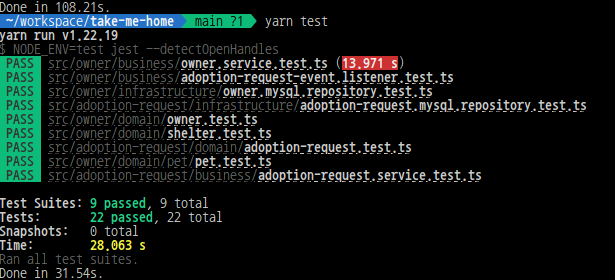 Done in 108.21s.
~/workspace/take-me-home main ?1 yarn test
yarn run v1.22.19
$ NODE_ENV=test jest --detectOpenHandles
PASS src/owner/business/owner.service.test.ts (13.971 s)
PASS src/owner/business/adoption-request-event.listener.test.ts
PASS src/owner/infrastructure/owner.mysql.repository.test.ts
PASS src/adoption-request/infrastructure/adoption-request.mysql.repository.test.ts
PASS src/owner/domain/owner.test.ts
PASS src/owner/domain/shelter.test.ts
PASS src/adoption-request/domain/adoption-request.test.ts
PASS src/owner/domain/pet/pet.test.ts
PASS src/adoption-request/business/adoption-request.service.test.ts
Test Suites: 9 passed, 9 total
Tests: 22 passed, 22 total
Snapshots: 0 total
Time: 28.063 s
Ran all test suites.
Done in 31.54s.